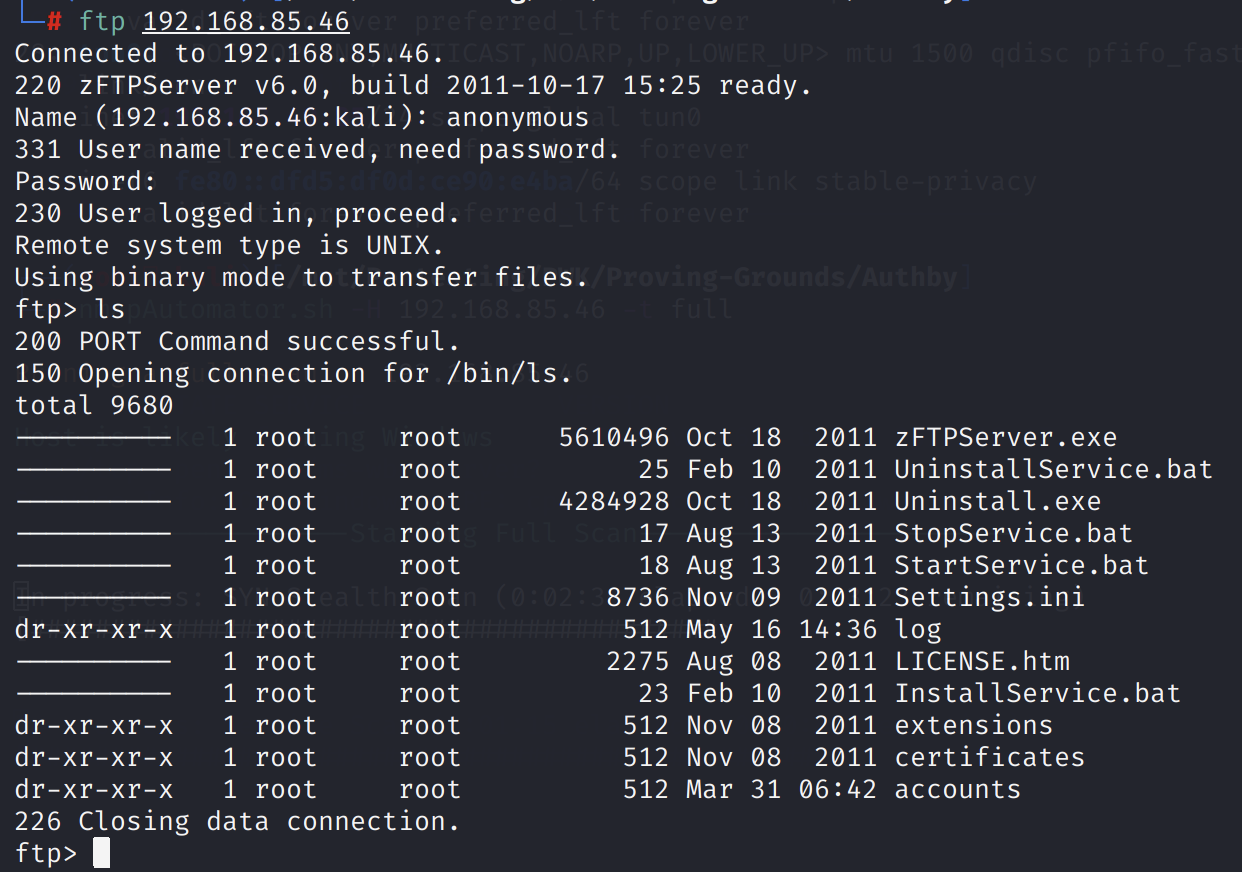 └─# ftp 192.168.85.46
Connected to 192.168.85.46.
220 zFTPServer v6.0, build 2011-10-17 15:25 ready.
Name (192.168.85.46:kali): anonymous
331 User name received, need password.
Password:
230 User logged in, proceed.
Remote system type is UNIX.
Using binary mode to transfer files.
ftp> ls
200 PORT Command successful.
150 Opening connection for /bin/ls.
total 9680
---------- 1 root root 5610496 Oct 18 2011 zFTPServer.exe
---------- 1 root root 25 Feb 10 2011 UninstallService.bat
---------- 1 root root 4284928 Oct 18 2011 Uninstall.exe
---------- 1 root root 17 Aug 13 2011 StopService.bat
---------- 1 root root 18 Aug 13 2011 StartService.bat
---------- 1 root root 8736 Nov 09 2011 Settings.ini
dr-xr-xr-x 1 root root 512 May 16 14:36 log
---------- 1 root root 2275 Aug 08 2011 LICENSE.htm
---------- 1 root root 23 Feb 10 2011 InstallService.bat
dr-xr-xr-x 1 root root 512 Nov 08 2011 extensions
dr-xr-xr-x 1 root root 512 Nov 08 2011 certificates
dr-xr-xr-x 1 root root 512 Mar 31 06:42 accounts
226 Closing data connection.
ftp>